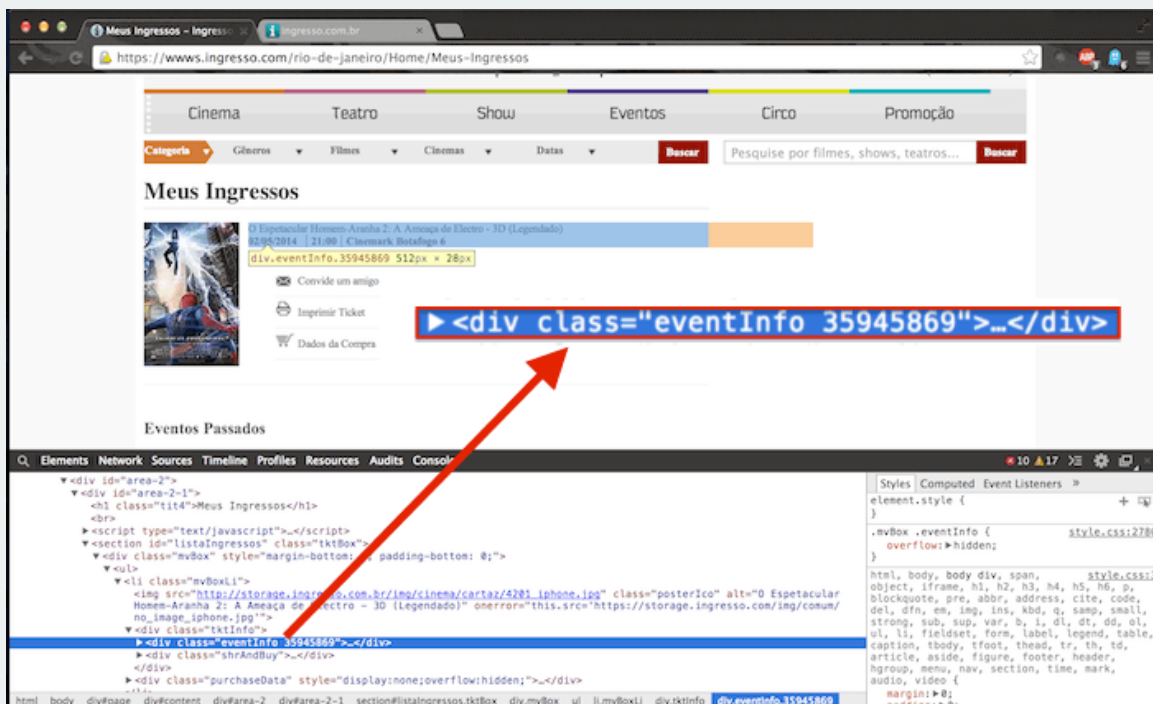 Meus Ingressos – Ingresso
ingresso.com.br
https://wwws.ingresso.com/rio-de-janeiro/Home/Meus-Ingressos
Cinema Teatro Show Eventos Circo Promoção
Categoria Gêneros Filmes Cinemas Datas Buscar Pesquise por filmes, shows, teatros... Buscar
Meus Ingressos
O Espetacular Homem-Aranha 2: A Ameaça de Electro - 3D (Legendado)
02/05/2014 | 21:00 | Cinemark Botafogo 6
div.eventInfo.35945869 512px × 28px
Convide um amigo
Imprimir Ticket
Dados da Compra
▶<div class="eventInfo 35945869">…</div>
Eventos Passados
Elements Network Sources Timeline Profiles Resources Audits Console 10 17
▼<div id="area-2">
▼<div id="area-2-1">
<h1 class="tit4">Meus Ingressos</h1>
<br>
▶<script type="text/javascript">…</script>
▼<section id="listaIngressos" class="tktBox">
▼<div class="mvBox" style="margin-bottom: padding-bottom: 0;">
▼<ul>
▼<li class="mvBoxLi">
<img src="http://storage.ingresso.com.br/img/cinema/cartaz/4201_iphone.jpg" class="posterIco" alt="O Espetacular
Homem-Aranha 2: A Ameaça de Electro - 3D (Legendado)" onerror="this.src='https://storage.ingresso.com/img/comum/
no_image_iphone.jpg'">
▼<div class="tktInfo">
▶<div class="eventInfo 35945869">…</div>
▶<div class="shrAndBuy">…</div>
</div>
▶<div class="purchaseData" style="display:none;overflow:hidden;">…</div>
html body div#page div#content div#area-2 div#area-2-1 section#listaIngressos.tktBox div.mvBox ul li.mvBoxLi div.tktInfo div.eventInfo.35945869
Styles Computed Event Listeners »
element.style {
}
.mvBox .eventInfo { style.css:2780
overflow:▶hidden;
}
html, body, body div, span, style.css:
object, iframe, h1, h2, h3, h4, h5, h6, p,
blockquote, pre, abbr, address, cite, code,
del, dfn, em, img, ins, kbd, q, samp, small,
strong, sub, sup, var, b, i, dl, dt, dd, ol,
ul, li, fieldset, form, label, legend, table,
caption, tbody, tfoot, thead, tr, th, td,
article, aside, figure, footer, header,
hgroup, menu, nav, section, time, mark,
audio, video {
margin:▶0;